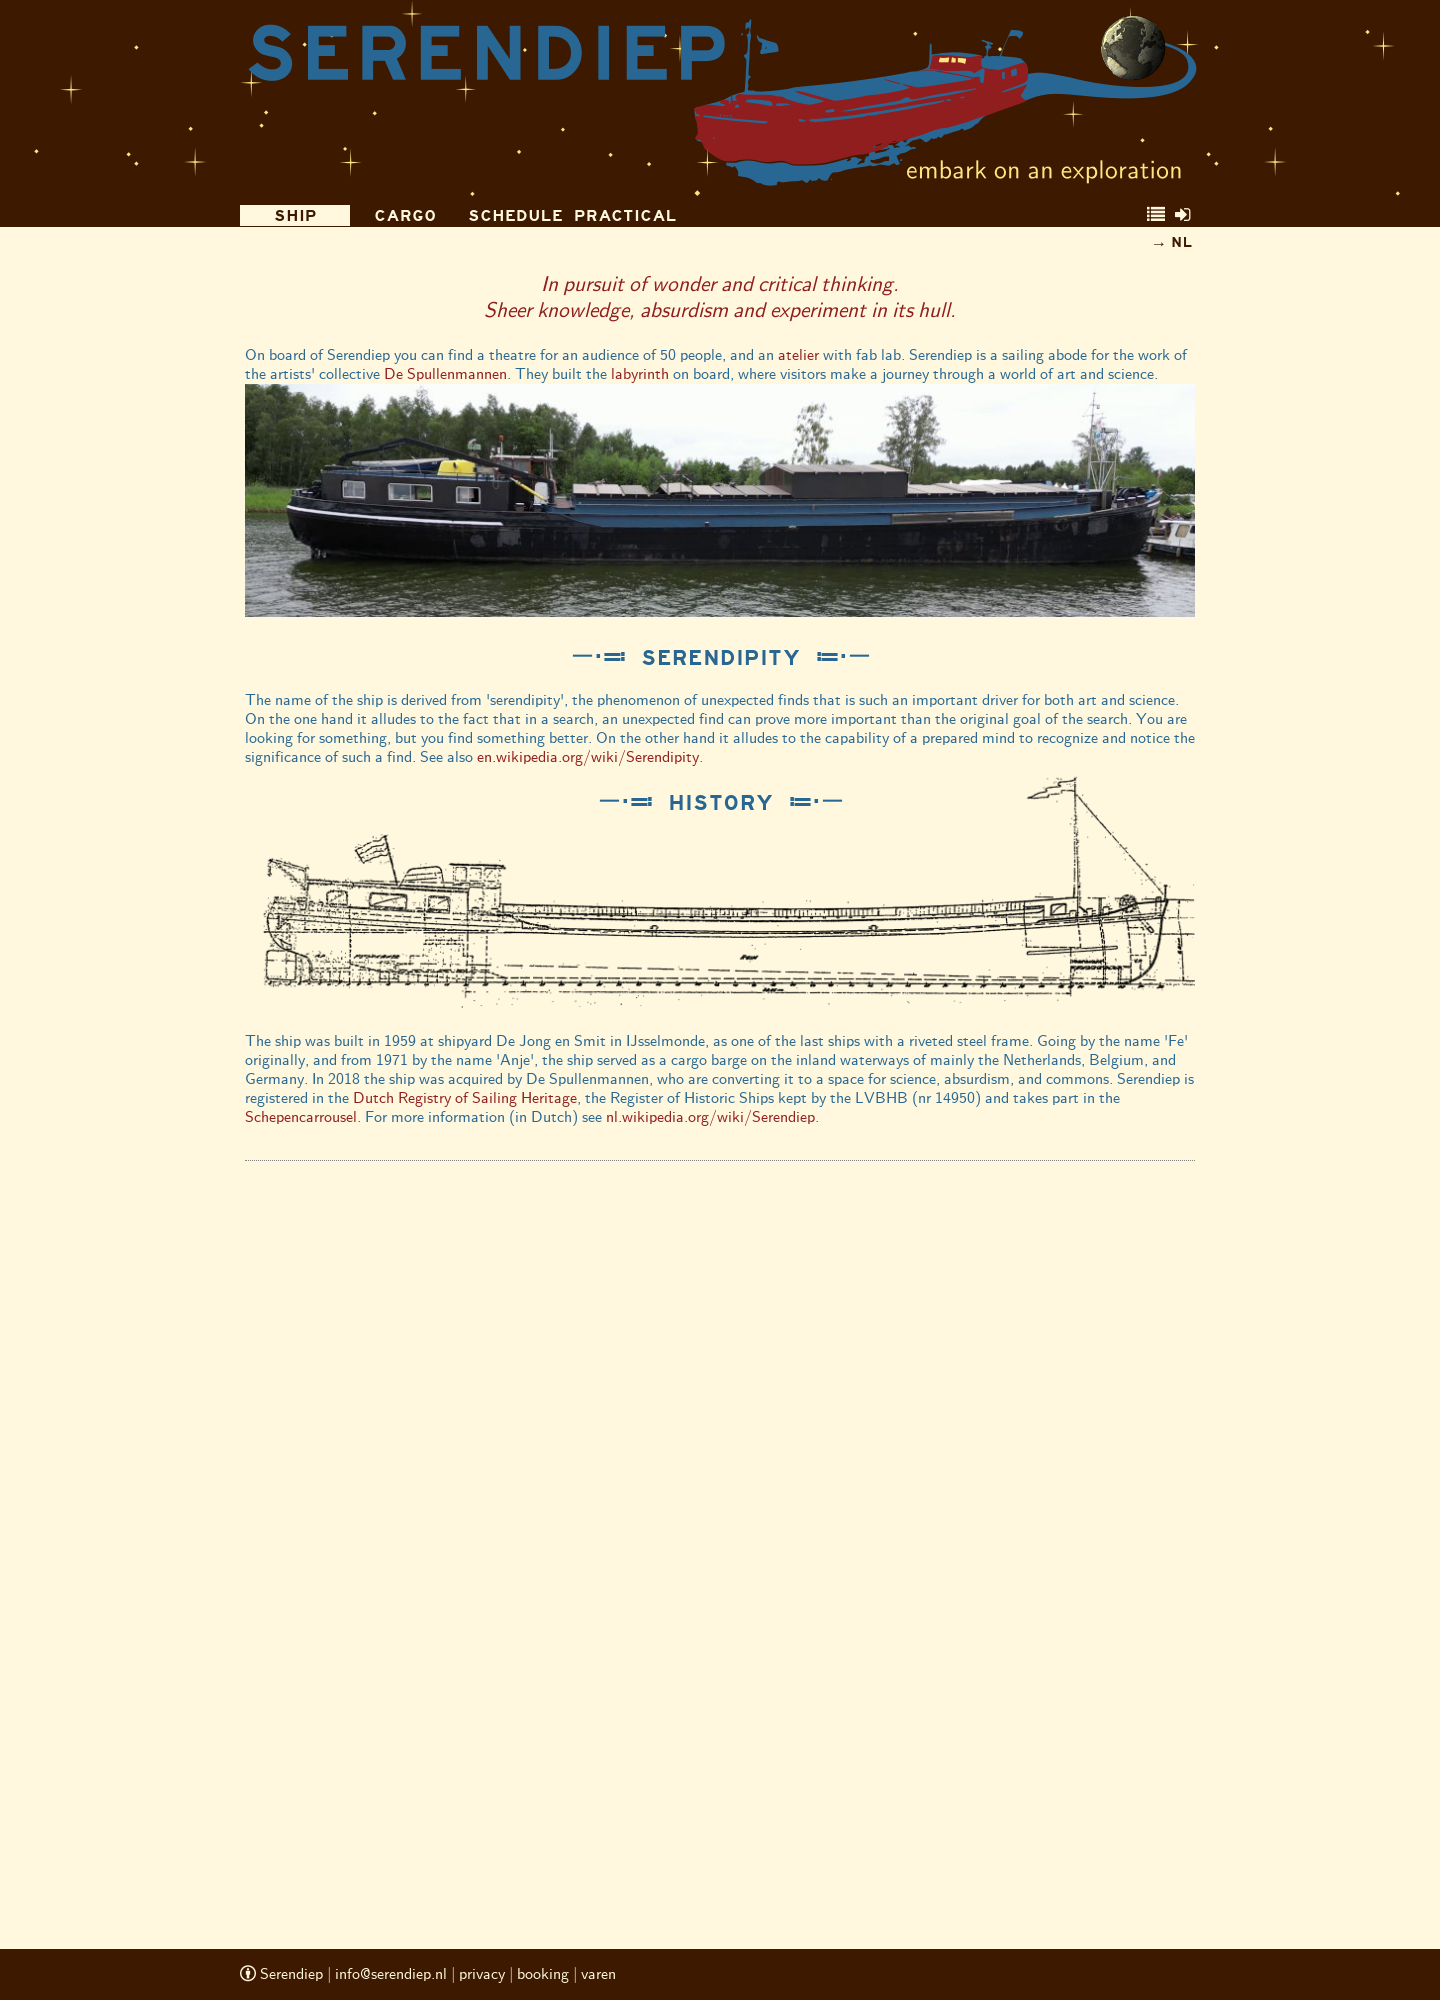 SERENDIEP
embark on an exploration
SHIP CARGO SCHEDULE PRACTICAL
→ NL
In pursuit of wonder and critical thinking.
Sheer knowledge, absurdism and experiment in its hull.
On board of Serendiep you can find a theatre for an audience of 50 people, and an atelier with fab lab. Serendiep is a sailing abode for the work of
the artists' collective De Spullenmannen. They built the labyrinth on board, where visitors make a journey through a world of art and science.
SERENDIPITY
The name of the ship is derived from 'serendipity', the phenomenon of unexpected finds that is such an important driver for both art and science.
On the one hand it alludes to the fact that in a search, an unexpected find can prove more important than the original goal of the search. You are
looking for something, but you find something better. On the other hand it alludes to the capability of a prepared mind to recognize and notice the
significance of such a find. See also en.wikipedia.org/wiki/Serendipity.
HISTORY
The ship was built in 1959 at shipyard De Jong en Smit in IJsselmonde, as one of the last ships with a riveted steel frame. Going by the name 'Fe'
originally, and from 1971 by the name 'Anje', the ship served as a cargo barge on the inland waterways of mainly the Netherlands, Belgium, and
Germany. In 2018 the ship was acquired by De Spullenmannen, who are converting it to a space for science, absurdism, and commons. Serendiep is
registered in the Dutch Registry of Sailing Heritage, the Register of Historic Ships kept by the LVBHB (nr 14950) and takes part in the
Schepencarrousel. For more information (in Dutch) see nl.wikipedia.org/wiki/Serendiep.
Serendiep | info@serendiep.nl | privacy | booking | varen